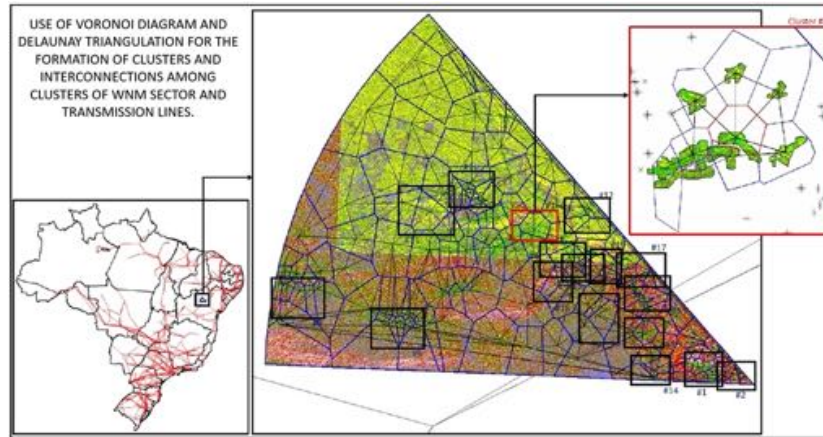 USE OF VORONOI DIAGRAM AND
DELAUNAY TRIANGULATION FOR THE
FORMATION OF CLUSTERS AND
INTERCONNECTIONS AMONG
CLUSTERS OF WNM SECTOR AND
TRANSMISSION LINES.
Cluster #
#17
#14
#1
#2